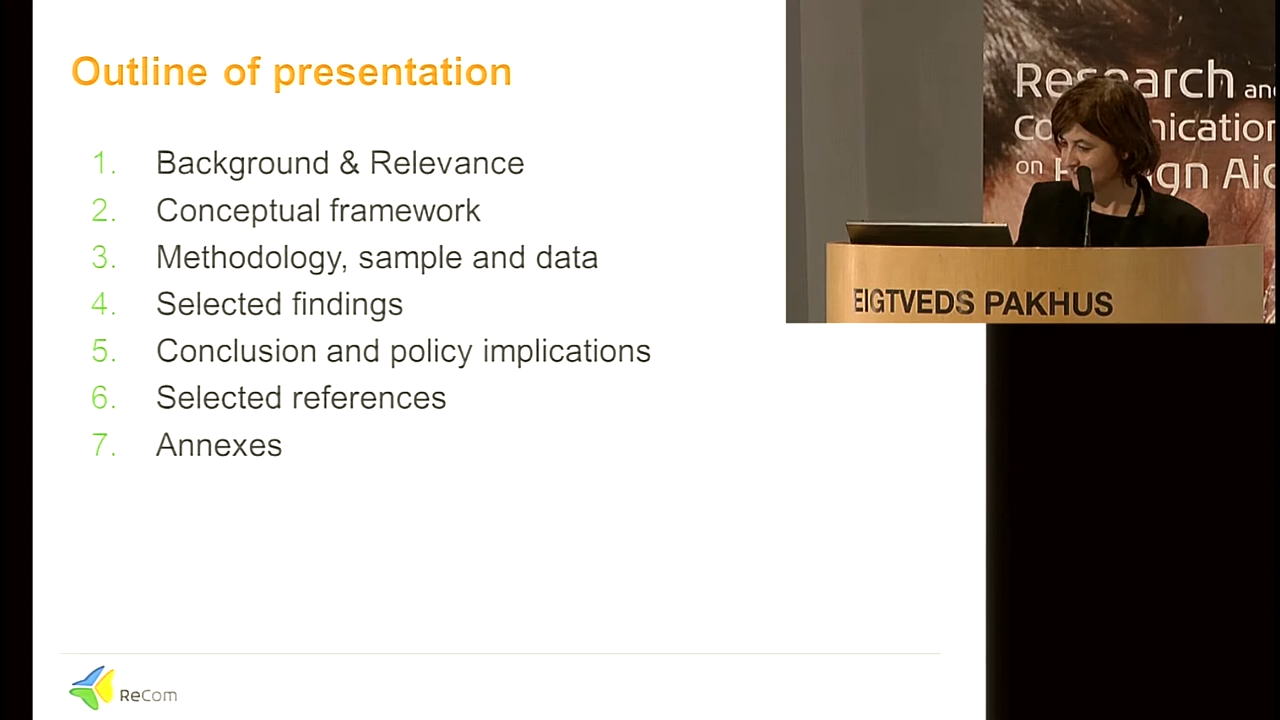 Outline of presentation
1. Background & Relevance
2. Conceptual framework
3. Methodology, sample and data
4. Selected findings
5. Conclusion and policy implications
6. Selected references
7. Annexes
ReCom
Research
on
Aid
EIGTVEDS PAKHUS